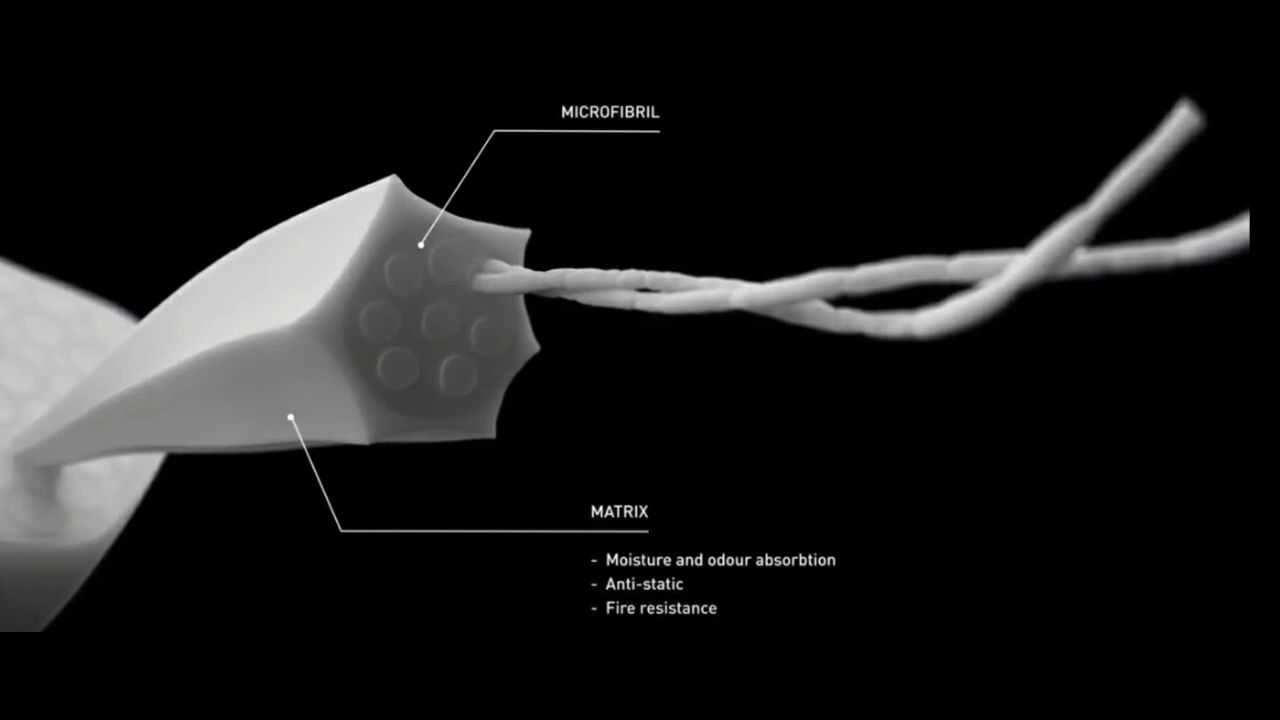 MICROFIBRIL
MATRIX
- Moisture and odour absorbtion
- Anti-static
- Fire resistance